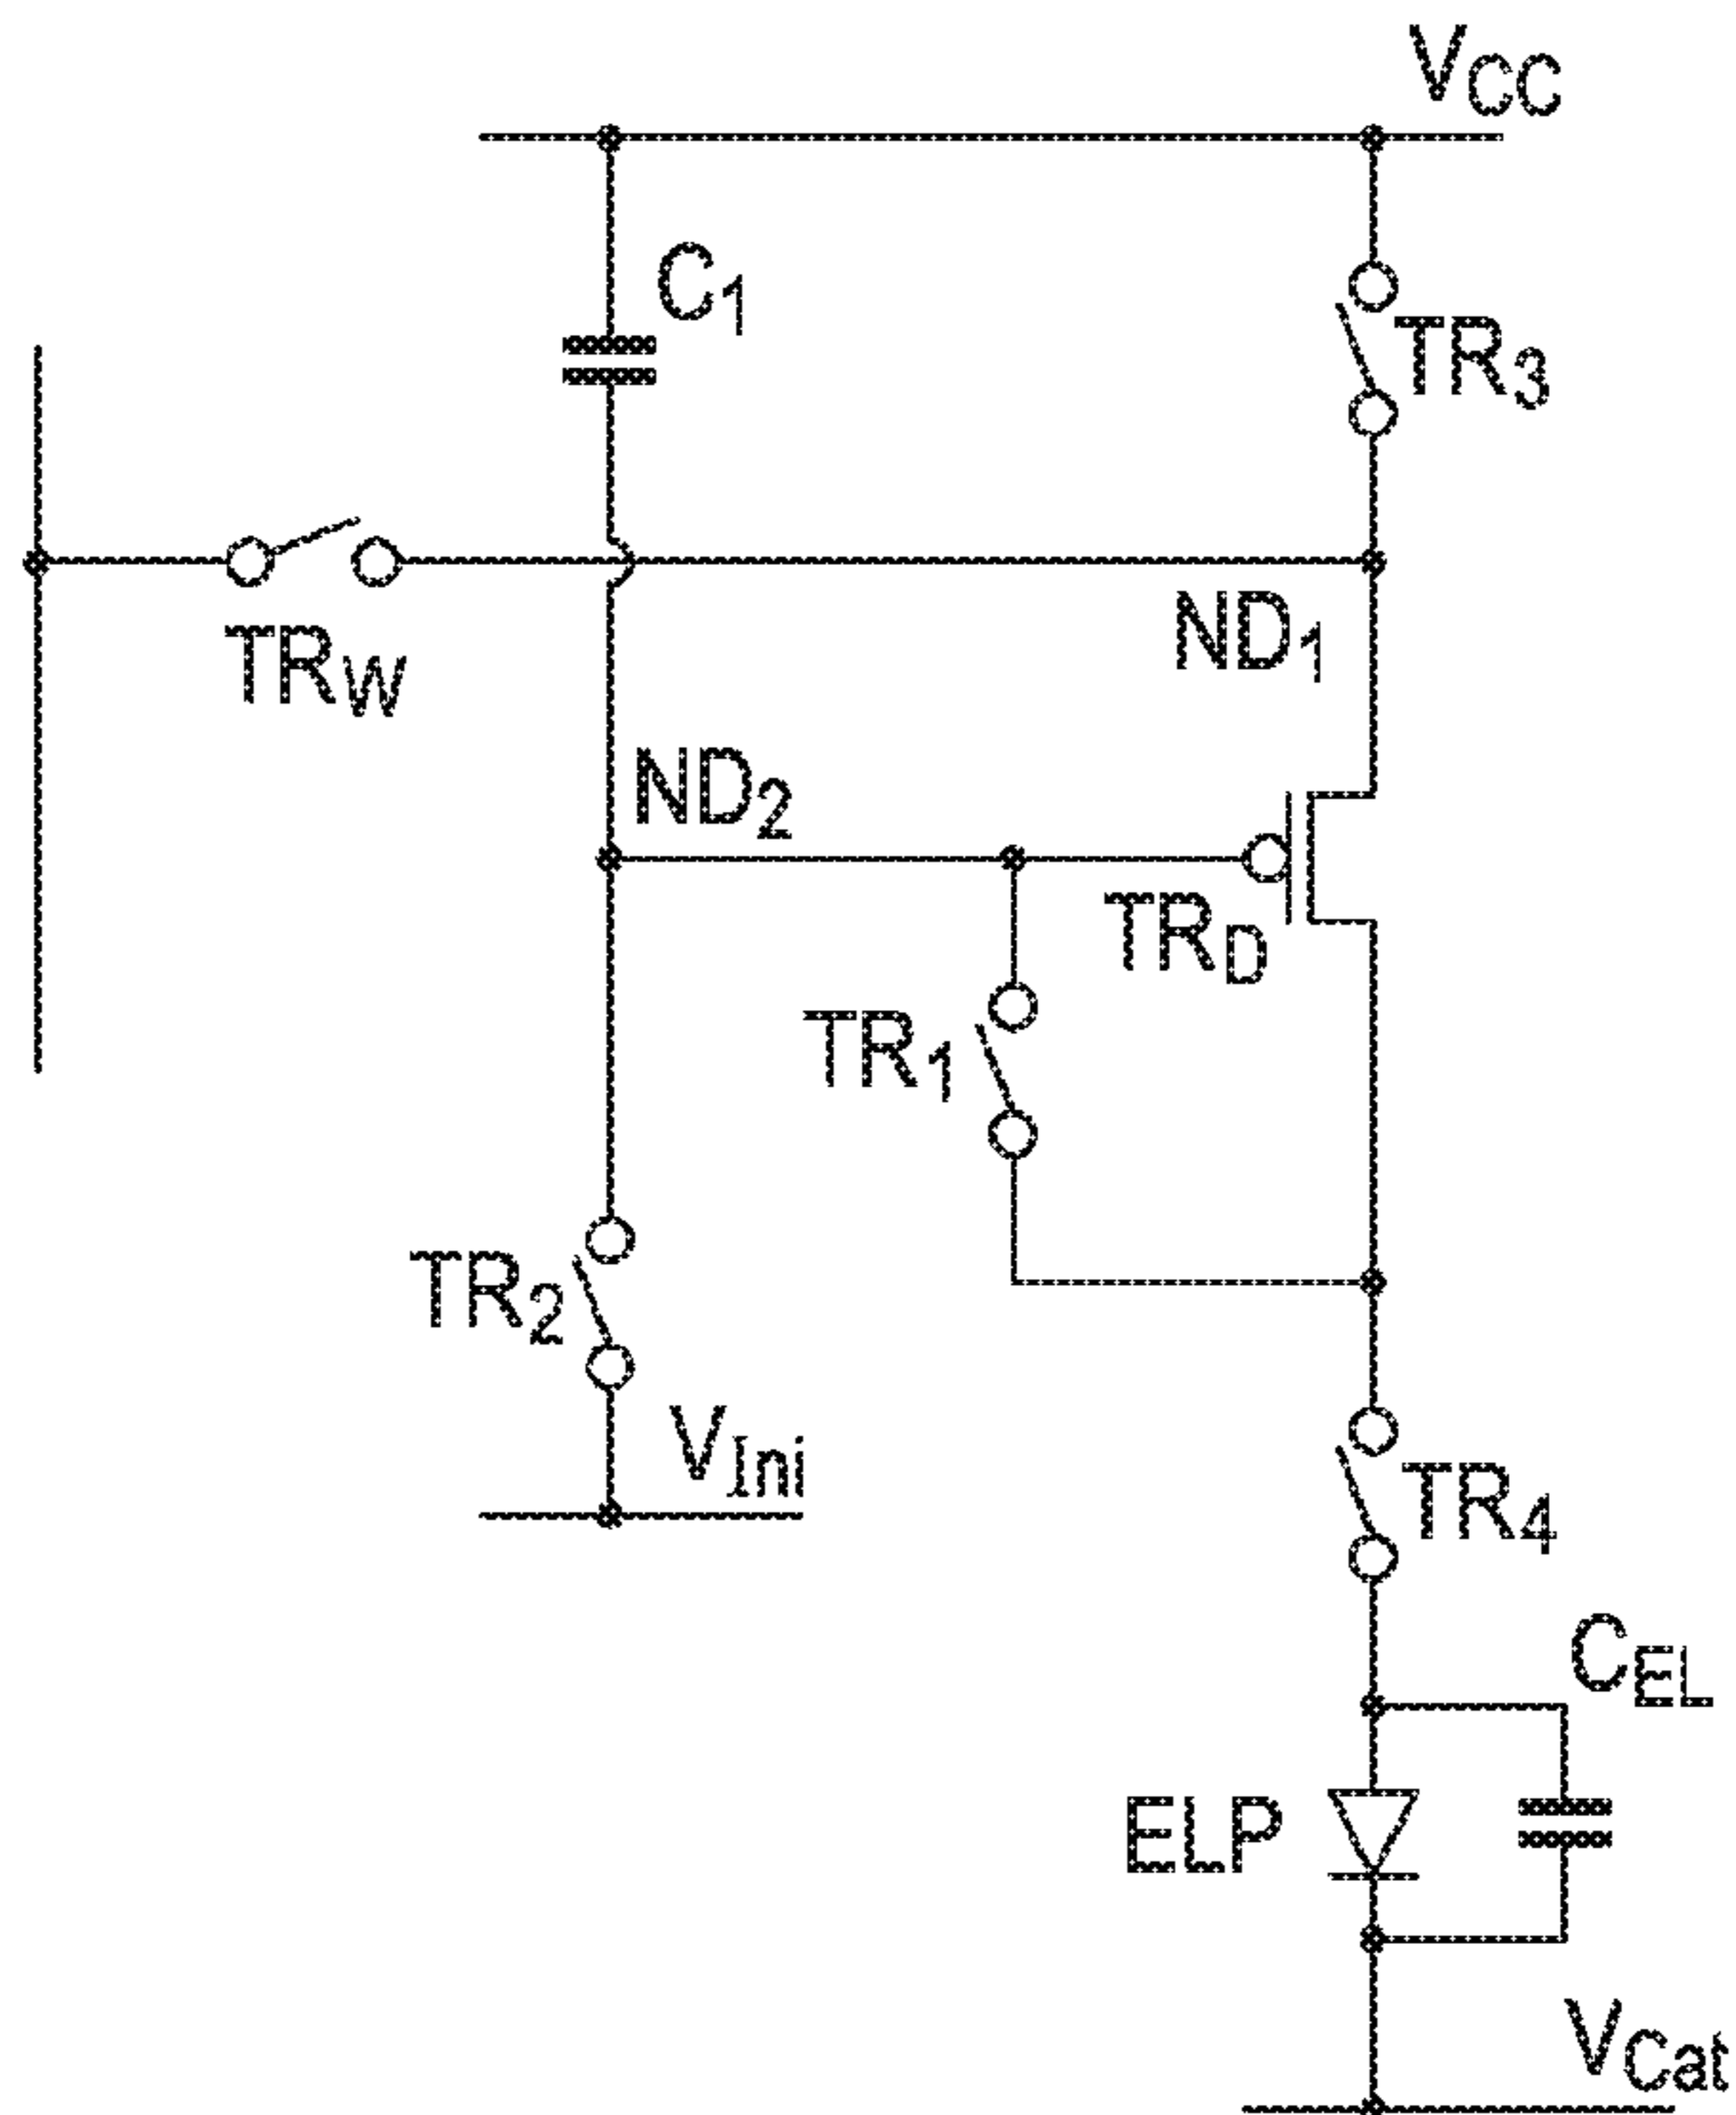 VCC
C1
TR3
TRW
ND1
ND2
TRD
TR1
TR2
VIni
TR4
CEL
ELP
VCat